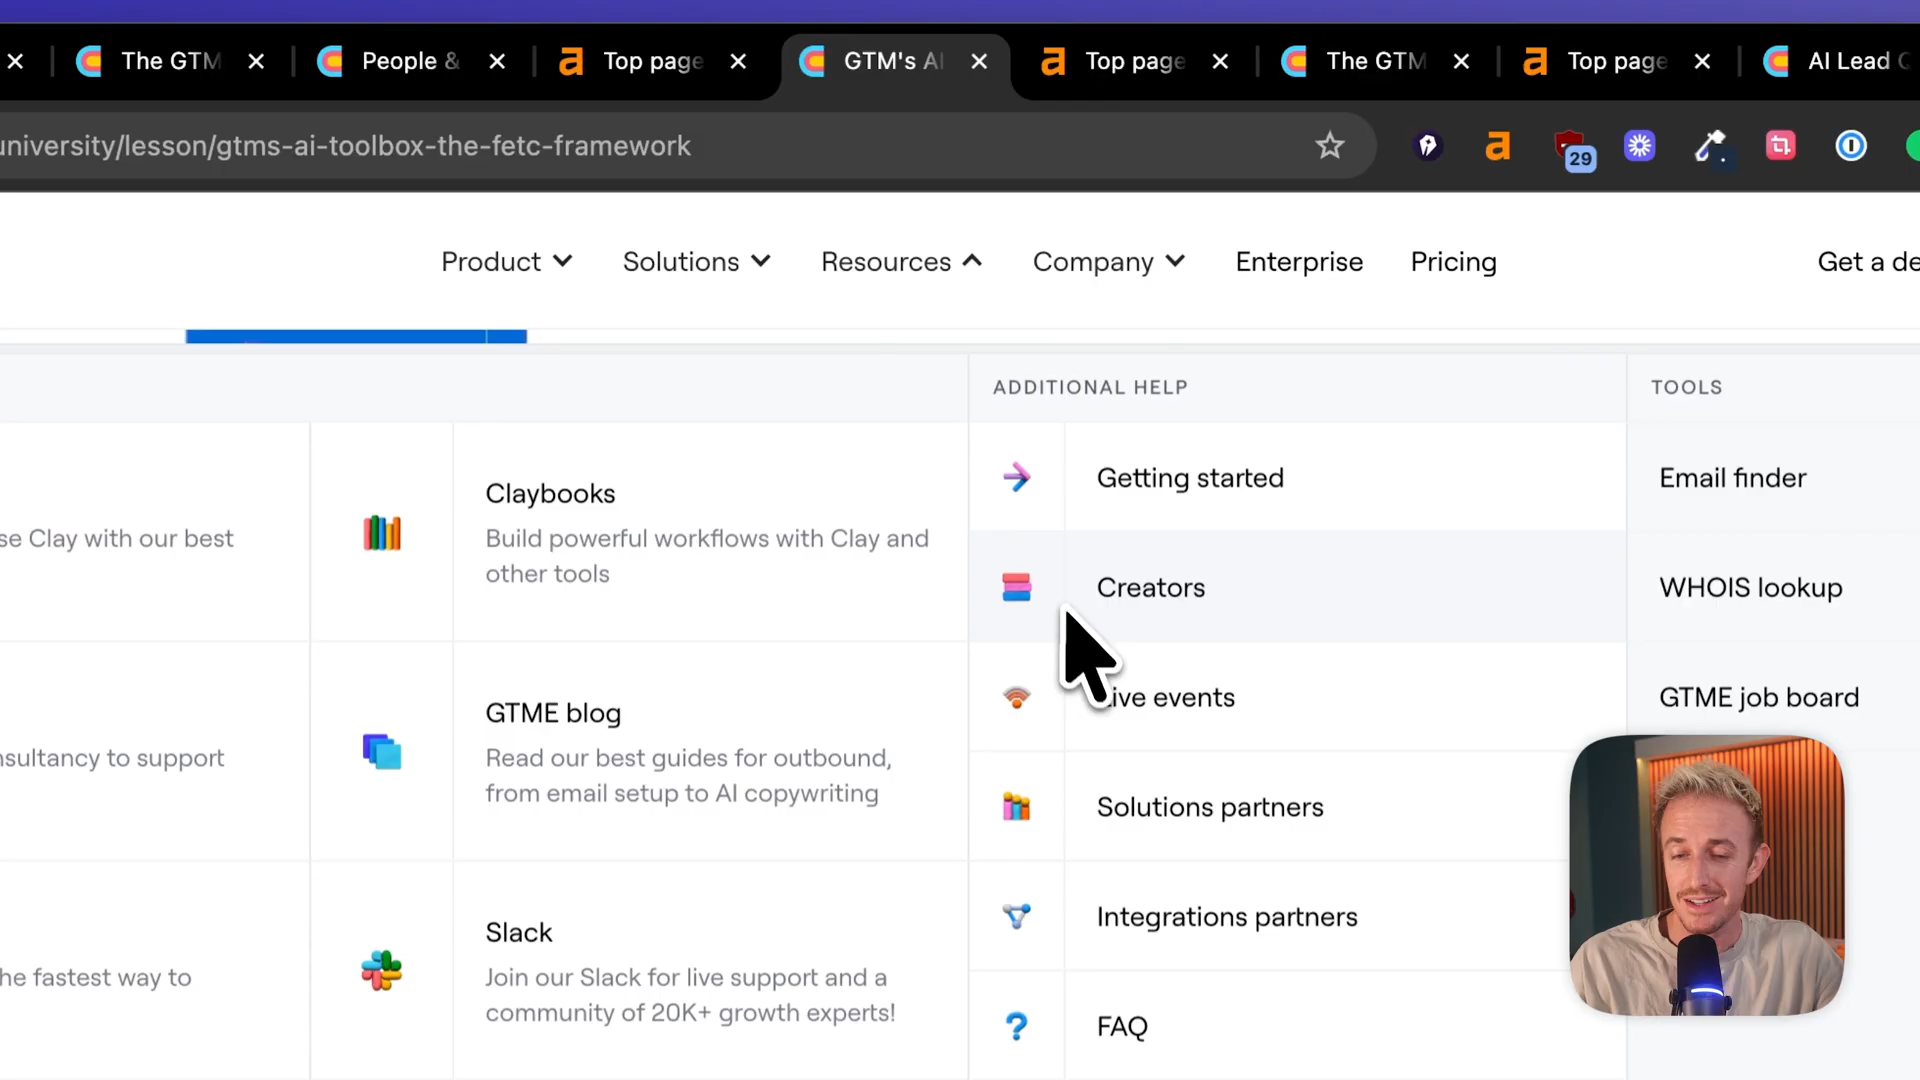 The GTM
People &
Top page
GTM's AI
Top page
The GTM
Top page
AI Lead
university/lesson/gtms-ai-toolbox-the-fetc-framework
29
Product
Solutions
Resources
Company
Enterprise
Pricing
Get a de
ADDITIONAL HELP
TOOLS
se Clay with our best
Claybooks
Build powerful workflows with Clay and
other tools
Getting started
Email finder
Creators
WHOIS lookup
Live events
GTME job board
nsultancy to support
GTME blog
Read our best guides for outbound,
from email setup to AI copywriting
Solutions partners
Integrations partners
he fastest way to
Slack
Join our Slack for live support and a
community of 20K+ growth experts!
FAQ